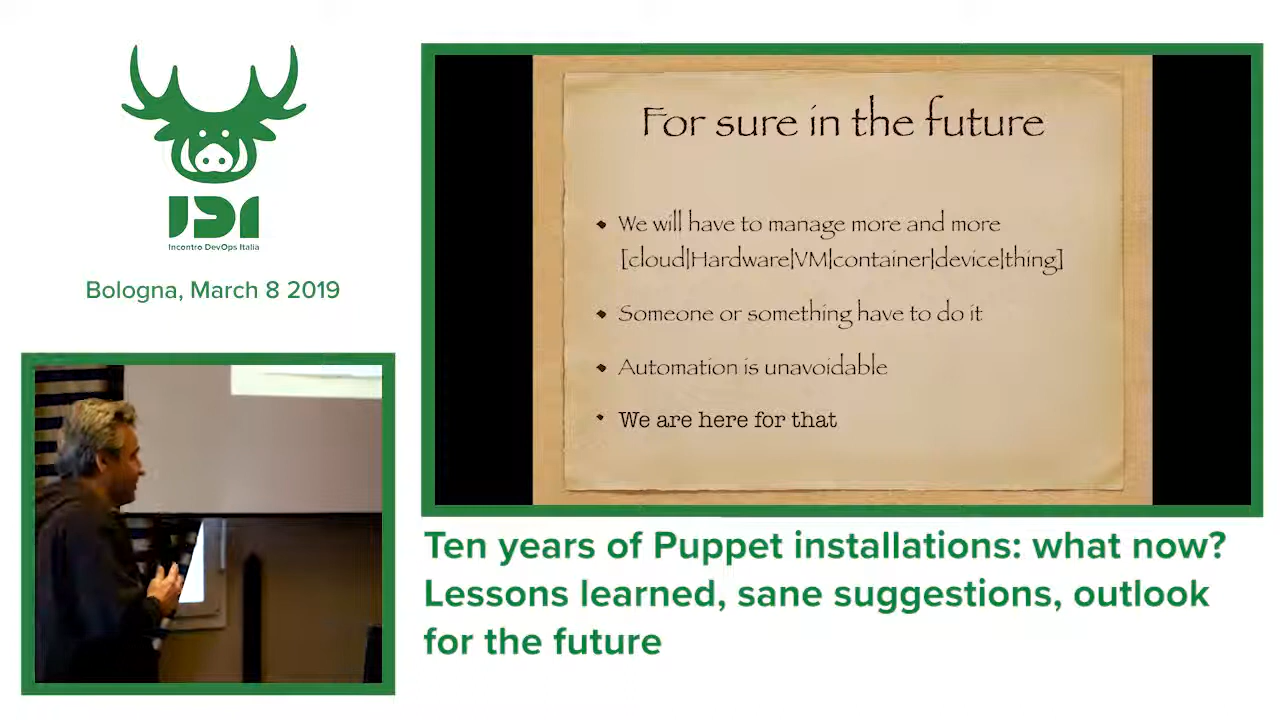 IDI
Incontro DevOps Italia
Bologna, March 8 2019
For sure in the future
We will have to manage more and more
[cloud|Hardware|VM|container|device|thing]
Someone or something have to do it
Automation is unavoidable
We are here for that
Ten years of Puppet installations: what now?
Lessons learned, sane suggestions, outlook
for the future